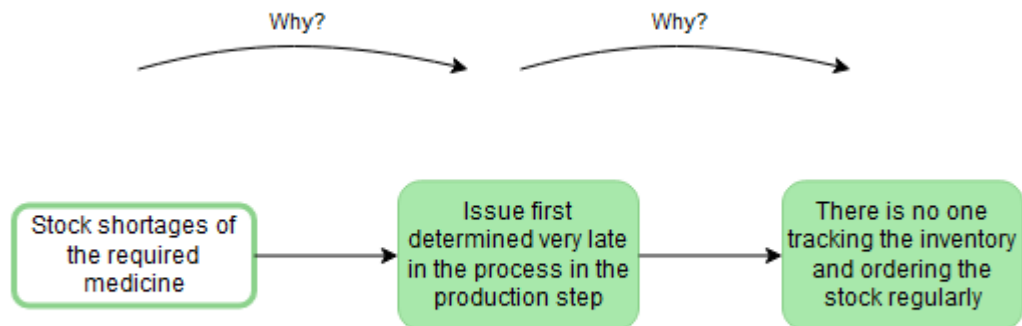 Why?
Why?
Stock shortages of
the required
medicine
Issue first
determined very late
in the process in the
production step
There is no one
tracking the inventory
and ordering the
stock regularly